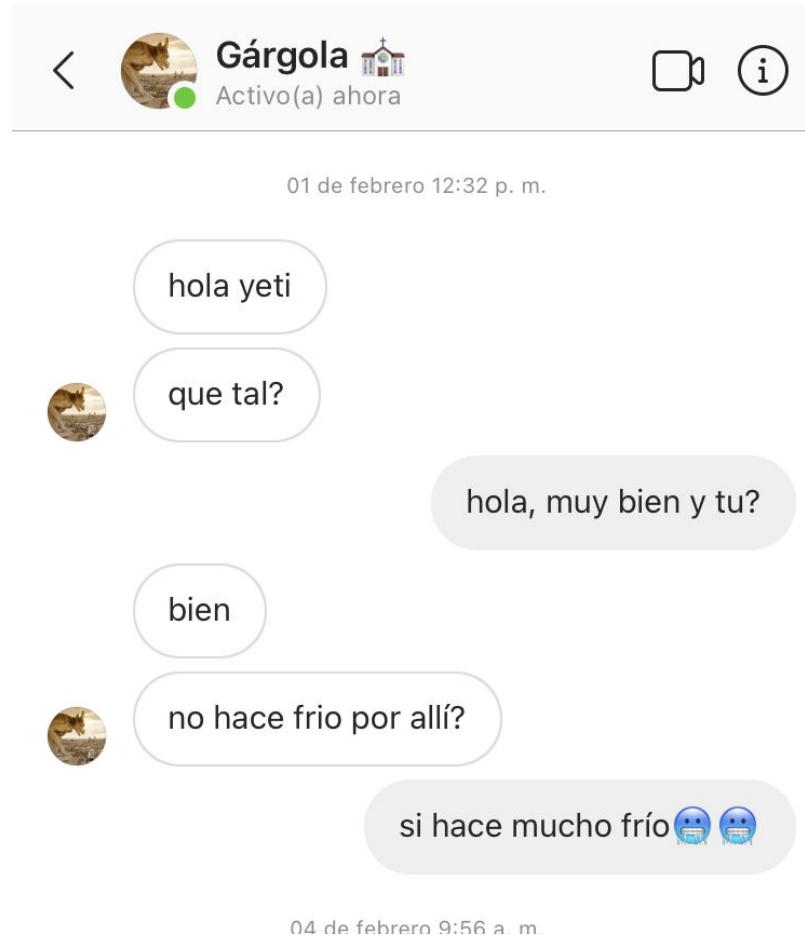 Gárgola ⛪
Activo(a) ahora
01 de febrero 12:32 p. m.
hola yeti
que tal?
hola, muy bien y tu?
bien
no hace frio por allí?
si hace mucho frío🥶🥶
04 de febrero 9:56 a. m.